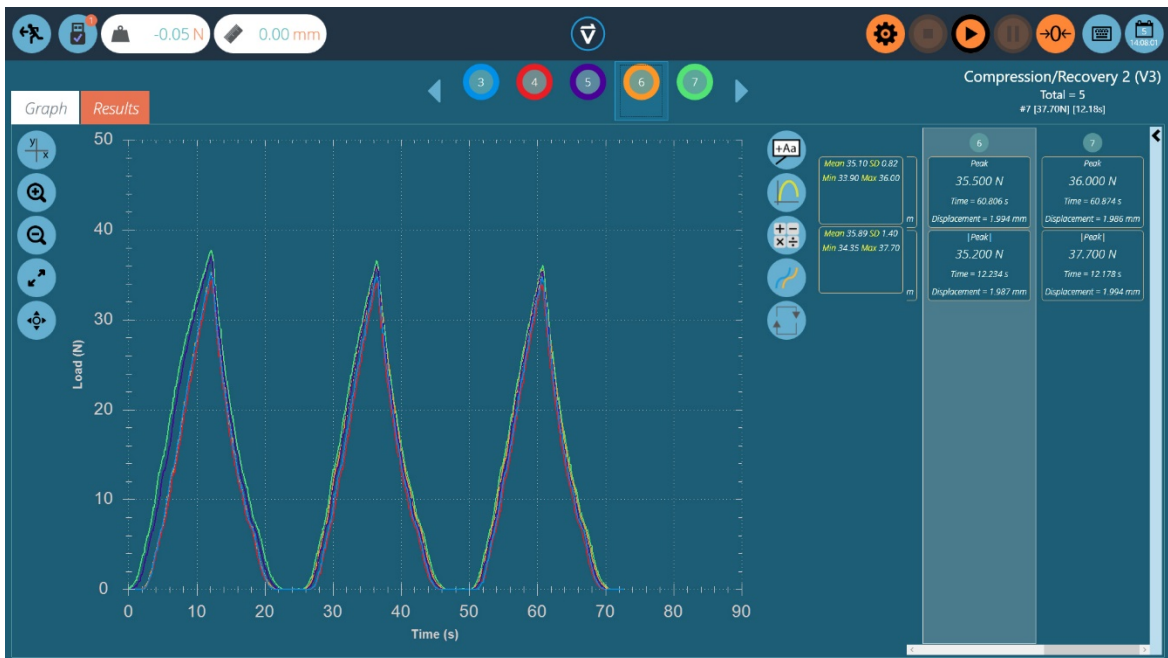 -0.05 N
0.00 mm
1
→0←
5
14:08:01
3
4
5
6
7
Compression/Recovery 2 (V3)
Total = 5
#7 [37.70N] [12.18s]
Graph
Results
y
x
50
40
30
20
10
0
Load (N)
0 10 20 30 40 50 60 70 80 90
Time (s)
+Aa
Mean 35.10 SD 0.82
Min 33.90 Max 36.00
m
Mean 35.89 SD 1.40
Min 34.35 Max 37.70
m
6
Peak
35.500 N
Time = 60.806 s
Displacement = 1.994 mm
|Peak|
35.200 N
Time = 12.234 s
Displacement = 1.987 mm
7
Peak
36.000 N
Time = 60.874 s
Displacement = 1.986 mm
|Peak|
37.700 N
Time = 12.178 s
Displacement = 1.994 mm